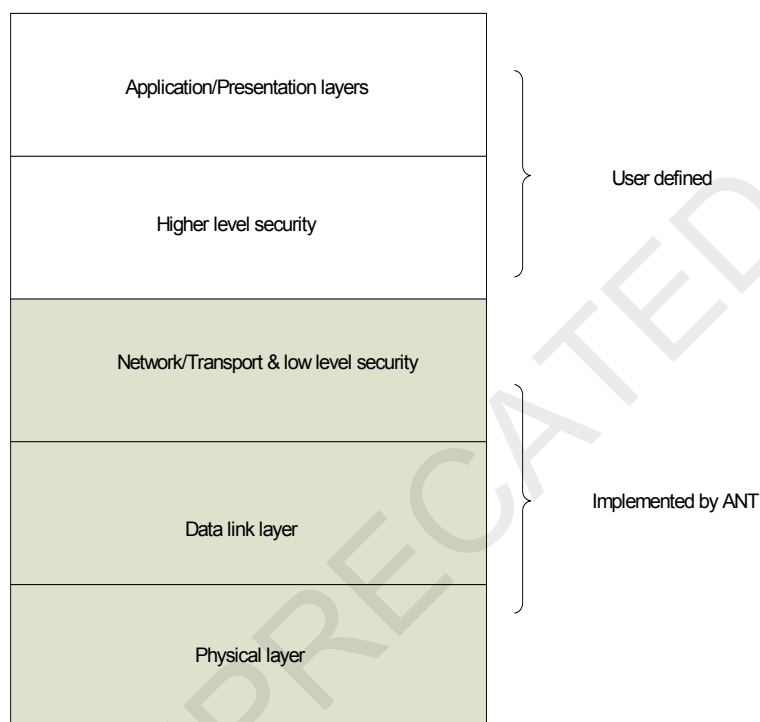 Application/Presentation layers
User defined
Higher level security
Network/Transport & low level security
Implemented by ANT
Data link layer
Physical layer
PRECATED